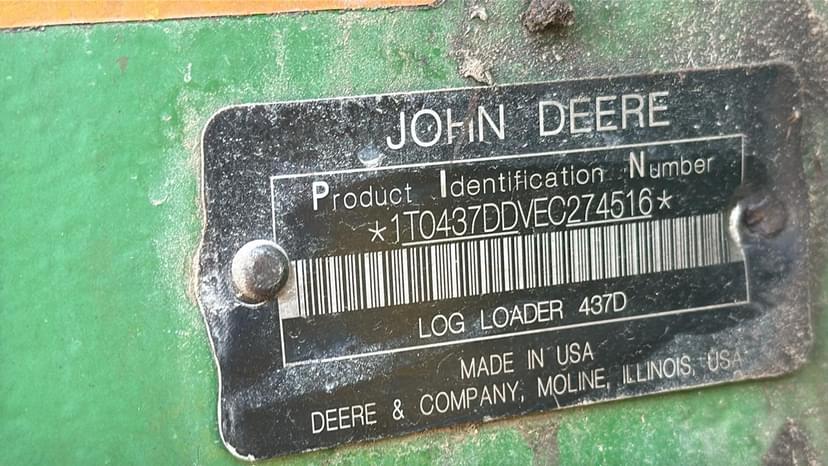 JOHN DEERE
Product Identification Number
*1T0437DDVEC274516*
LOG LOADER 437D
MADE IN USA
DEERE & COMPANY, MOLINE, ILLINOIS, USA